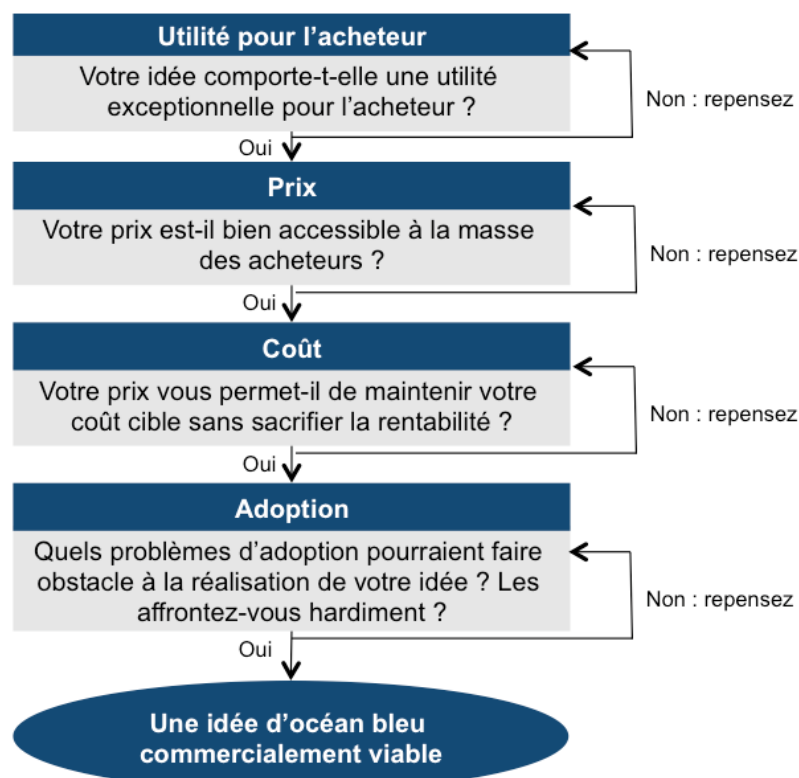 Utilité pour l'acheteur
Votre idée comporte-t-elle une utilité
exceptionnelle pour l'acheteur ?
Non : repensez
Oui
Prix
Votre prix est-il bien accessible à la masse
des acheteurs ?
Non : repensez
Oui
Coût
Votre prix vous permet-il de maintenir votre
coût cible sans sacrifier la rentabilité ?
Non : repensez
Oui
Adoption
Quels problèmes d'adoption pourraient faire
obstacle à la réalisation de votre idée ? Les
affrontez-vous hardiment ?
Non : repensez
Oui
Une idée d'océan bleu
commercialement viable